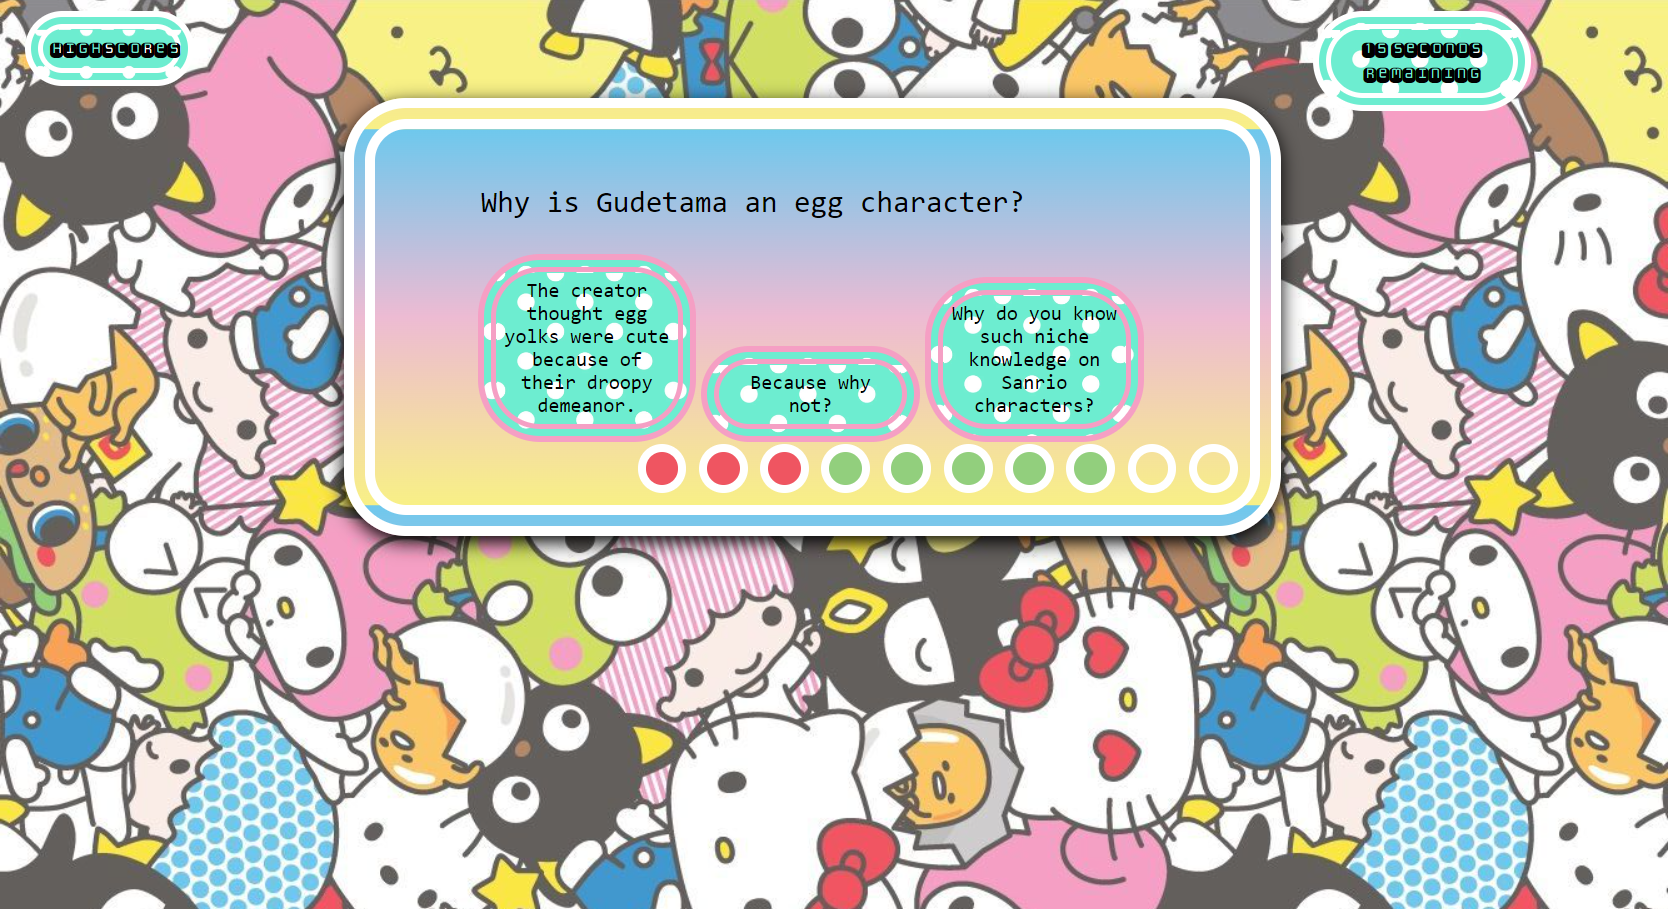 HIGHSCORES
15 seconds
Remaining
Why is Gudetama an egg character?
The creator
thought egg
yolks were cute
because of
their droopy
demeanor.
Because why
not?
Why do you know
such niche
knowledge on
Sanrio
characters?